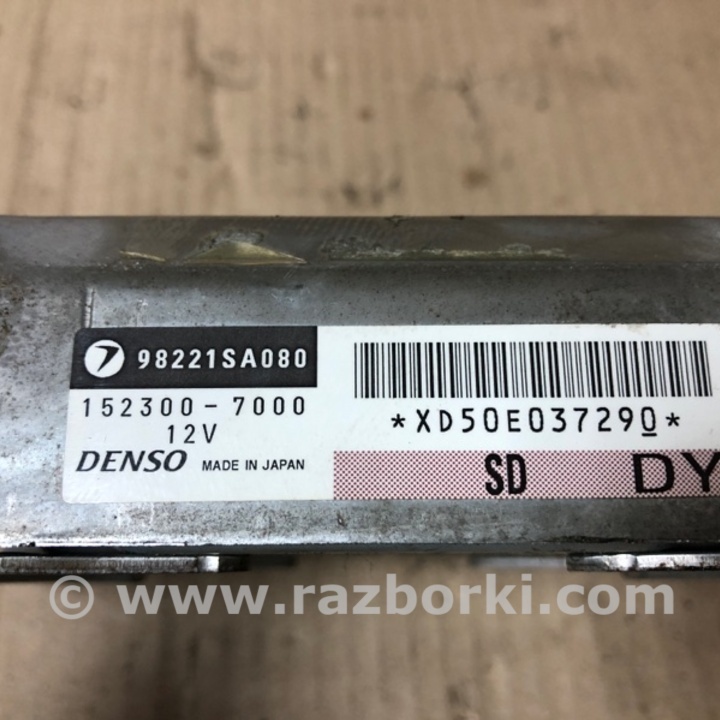 98221SA080
152300-7000
12V
DENSO MADE IN JAPAN
*XD50E037290*
SD DY
© www.razborki.com